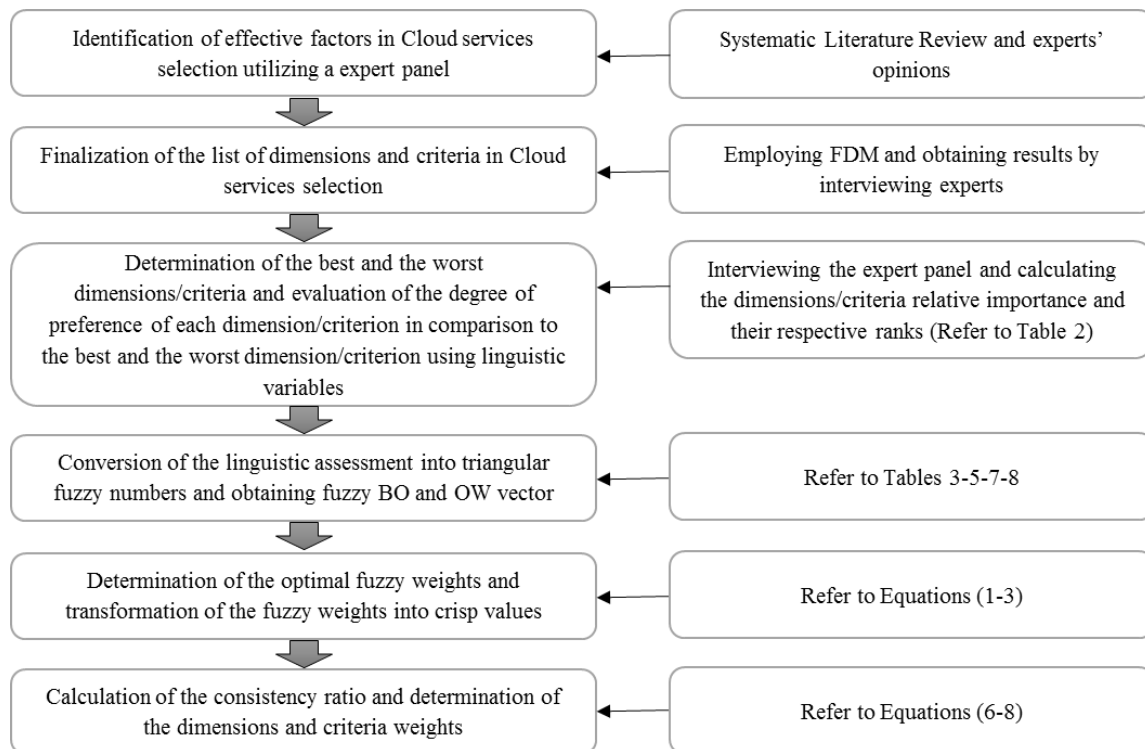 Identification of effective factors in Cloud services
selection utilizing a expert panel
Systematic Literature Review and experts’
opinions
Finalization of the list of dimensions and criteria in Cloud
services selection
Employing FDM and obtaining results by
interviewing experts
Determination of the best and the worst
dimensions/criteria and evaluation of the degree of
preference of each dimension/criterion in comparison to
the best and the worst dimension/criterion using linguistic
variables
Interviewing the expert panel and calculating
the dimensions/criteria relative importance and
their respective ranks (Refer to Table 2)
Conversion of the linguistic assessment into triangular
fuzzy numbers and obtaining fuzzy BO and OW vector
Refer to Tables 3-5-7-8
Determination of the optimal fuzzy weights and
transformation of the fuzzy weights into crisp values
Refer to Equations (1-3)
Calculation of the consistency ratio and determination of
the dimensions and criteria weights
Refer to Equations (6-8)